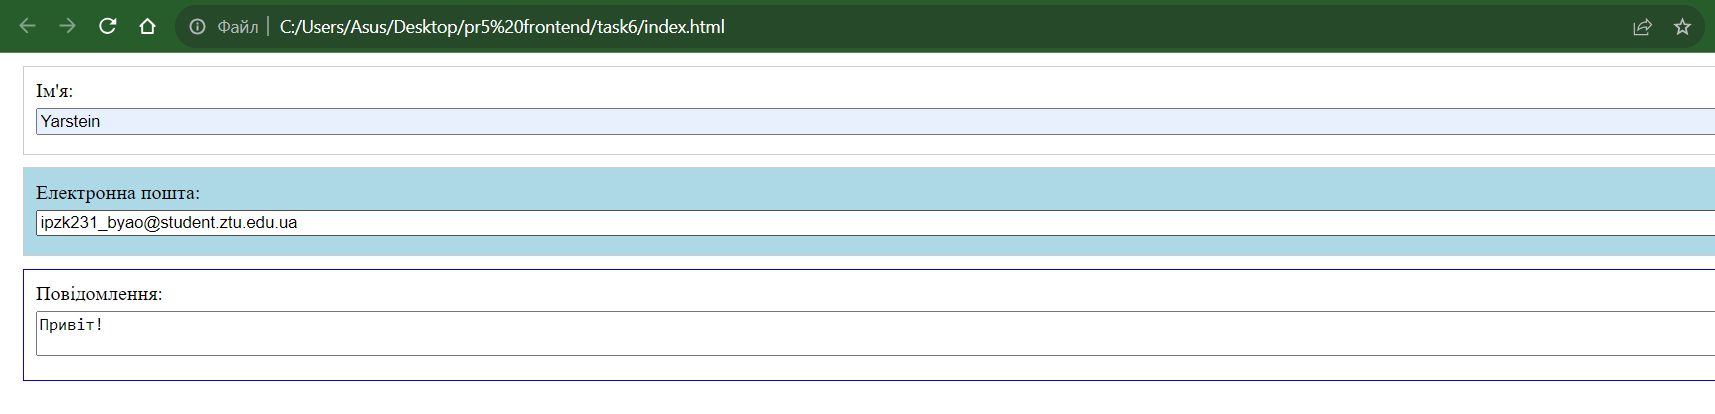 Файл | C:/Users/Asus/Desktop/pr5%20frontend/task6/index.html
Ім'я:
Yarstein
Електронна пошта:
ipzk231_byao@student.ztu.edu.ua
Повідомлення:
Привіт!